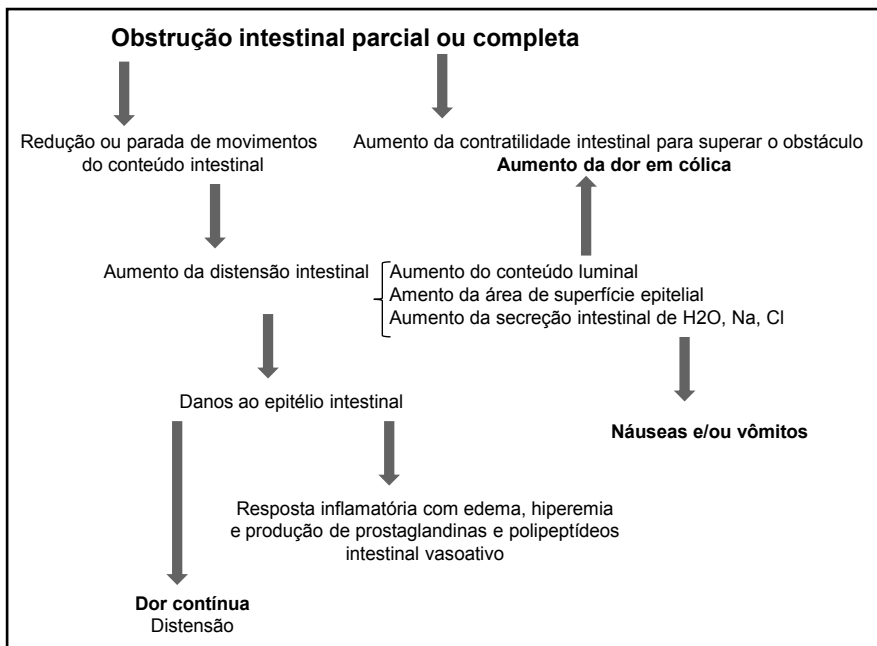 Obstrução intestinal parcial ou completa
Redução ou parada de movimentos
do conteúdo intestinal
Aumento da contratilidade intestinal para superar o obstáculo
Aumento da dor em cólica
Aumento da distensão intestinal
Aumento do conteúdo luminal
Amento da área de superfície epitelial
Aumento da secreção intestinal de H2O, Na, Cl
Danos ao epitélio intestinal
Náuseas e/ou vômitos
Resposta inflamatória com edema, hiperemia
e produção de prostaglandinas e polipeptídeos
intestinal vasoativo
Dor contínua
Distensão